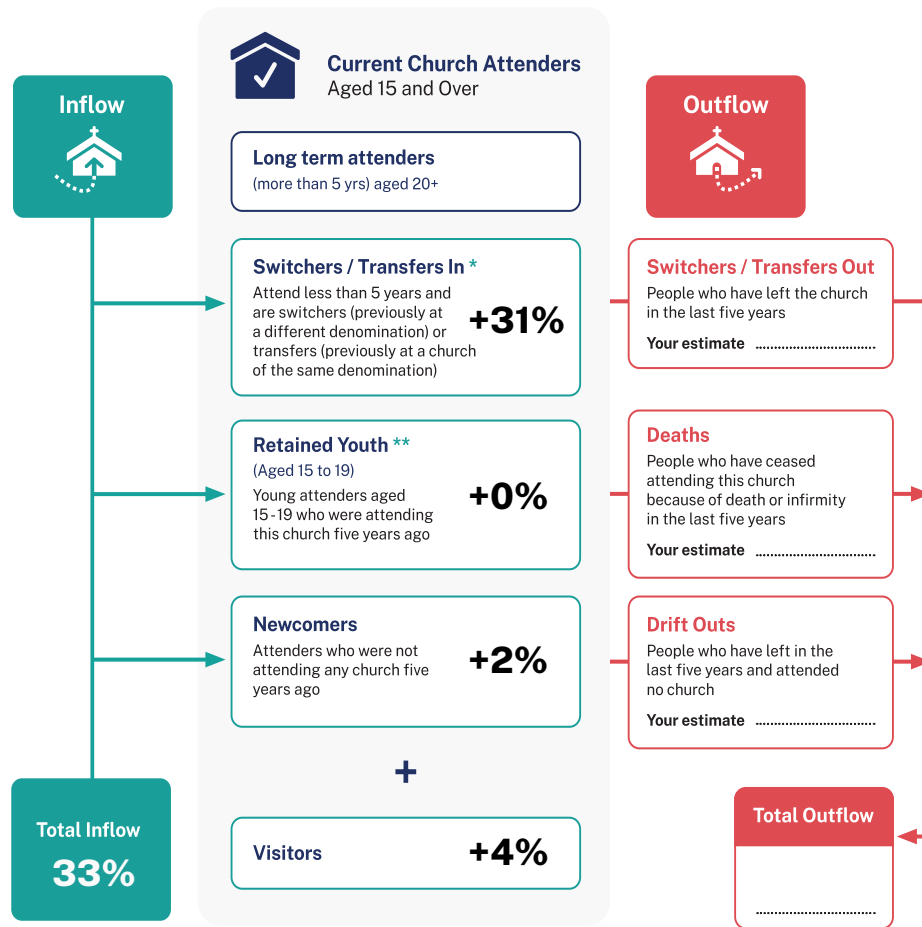 Inflow
Current Church Attenders
Aged 15 and Over
Outflow
Long term attenders
(more than 5 yrs) aged 20+
Switchers / Transfers In *
Attend less than 5 years and
are switchers (previously at
a different denomination) or
transfers (previously at a church
of the same denomination)
+31%
Switchers / Transfers Out
People who have left the church
in the last five years
Your estimate ................................
Retained Youth **
(Aged 15 to 19)
Young attenders aged
15-19 who were attending
this church five years ago
+0%
Deaths
People who have ceased
attending this church
because of death or infirmity
in the last five years
Your estimate ................................
Newcomers
Attenders who were not
attending any church five
years ago
+2%
Drift Outs
People who have left in the
last five years and attended
no church
Your estimate ................................
+
Total Inflow
33%
Visitors
+4%
Total Outflow
................................